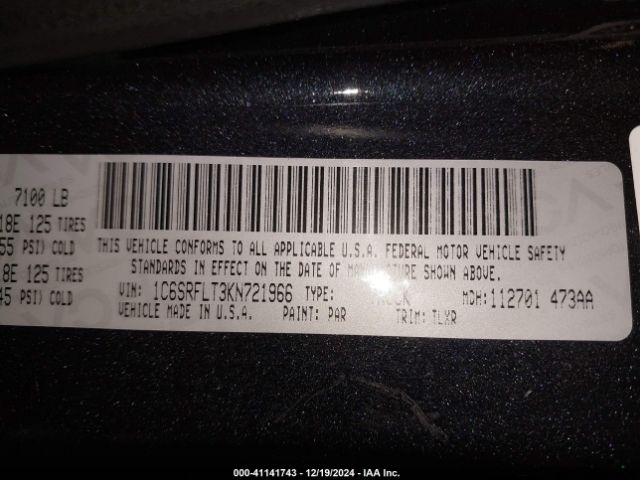 7100 LB
18E 125 TIRES
55 PSI) COLD
8E 125 TIRES
45 PSI) COLD
THIS VEHICLE CONFORMS TO ALL APPLICABLE U.S.A. FEDERAL MOTOR VEHICLE SAFETY
STANDARDS IN EFFECT ON THE DATE OF MANUFACTURE SHOWN ABOVE.
VIN: 1C6SRFLT3KN721966 TYPE: TRUCK MDH: 112701 473AA
VEHICLE MADE IN U.S.A. PAINT: PAR TRIM: TLXR
000-41141743 - 12/19/2024 - IAA Inc.